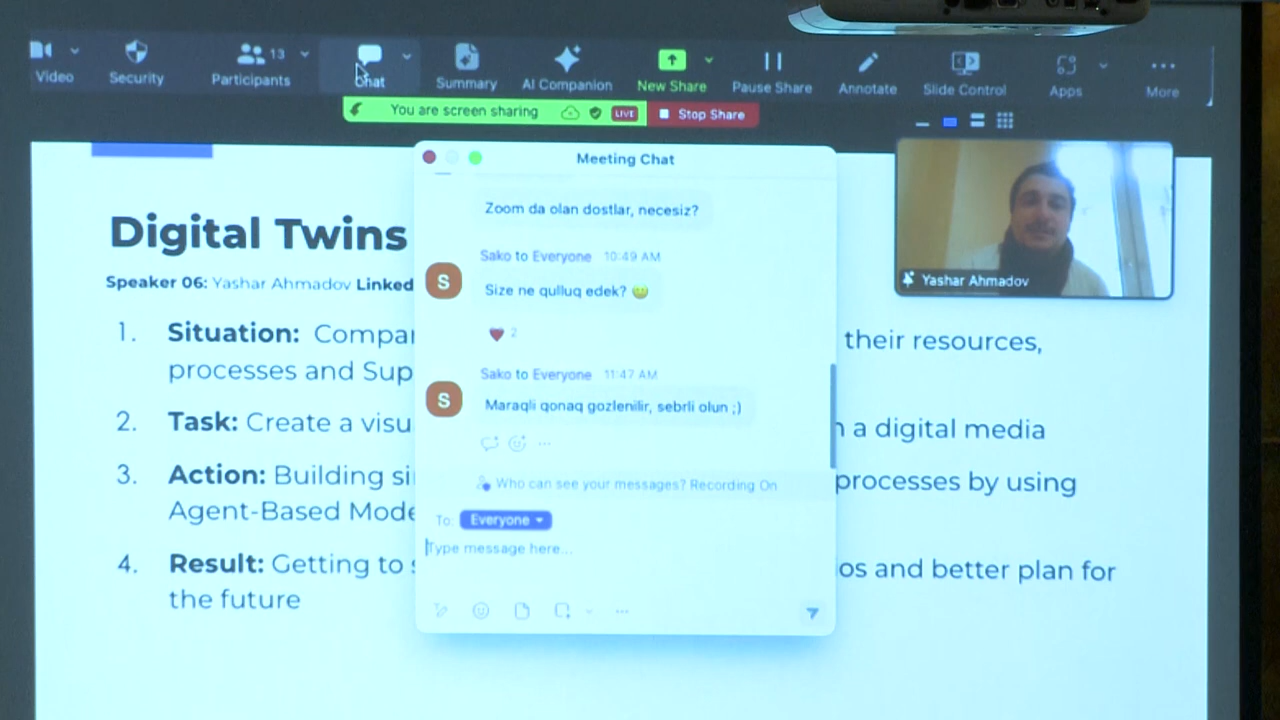 Video
Security
Participants 13
Chat
Summary
AI Companion
New Share
Pause Share
Annotate
Slide Control
Apps
More
You are screen sharing LIVE Stop Share
Meeting Chat
Zoom da olan dostlar, necesiz?
Sako to Everyone 10:49 AM
S
Size ne qulluq edek?
2
Sako to Everyone 11:47 AM
S
Maraqli qonaq gozlenilir, sebrli olun ;)
Who can see your messages? Recording On
To: Everyone
Type message here...
Yashar Ahmadov
Digital Twins
Speaker 06: Yashar Ahmadov Linked
1. Situation: Compar their resources,
processes and Sup
2. Task: Create a visu a digital media
3. Action: Building si processes by using
Agent-Based Mode
4. Result: Getting to s os and better plan for
the future